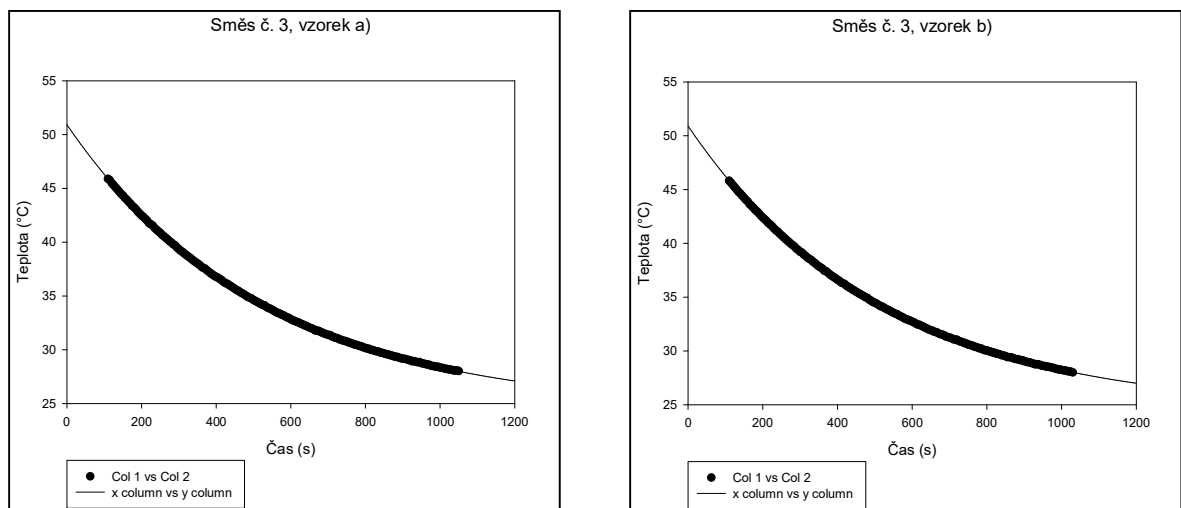 Směs č. 3, vzorek a)
55
50
45
40
35
30
25
Teplota (°C)
0 200 400 600 800 1000 1200
Čas (s)
Col 1 vs Col 2
x column vs y column
Směs č. 3, vzorek b)
55
50
45
40
35
30
25
Teplota (°C)
0 200 400 600 800 1000 1200
Čas (s)
Col 1 vs Col 2
x column vs y column